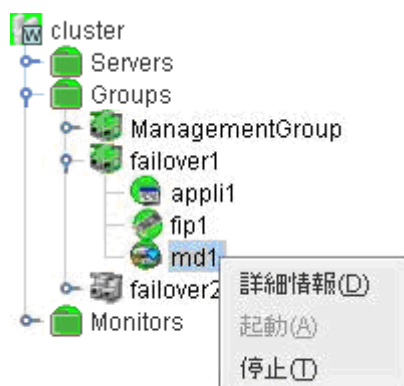 cluster
Servers
Groups
ManagementGroup
failover1
appli1
fip1
md1
詳細情報(D)
failover2
起動(A)
Monitors
停止(T)